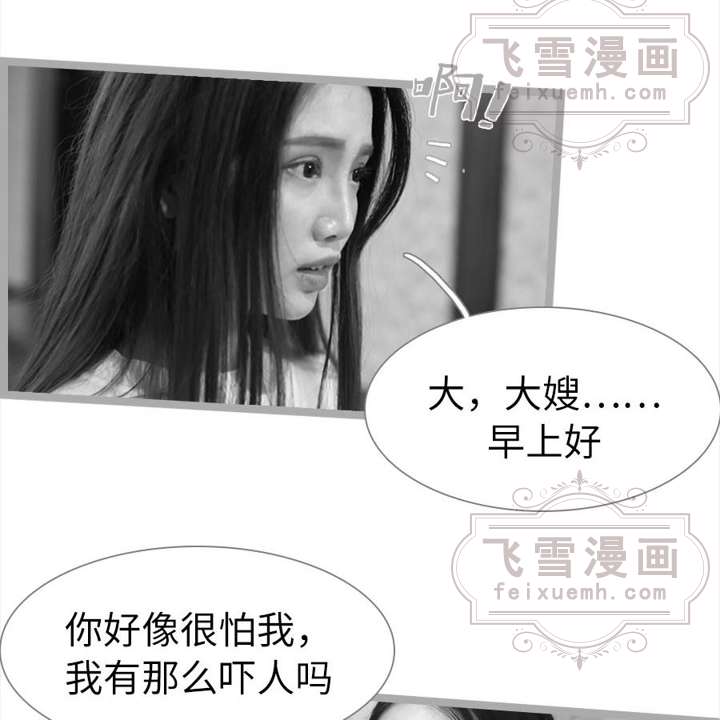 飞雪漫画
feixuemh.com
啊!
大，大嫂……
早上好
飞雪漫画
feixuemh.com
你好像很怕我，
我有那么吓人吗